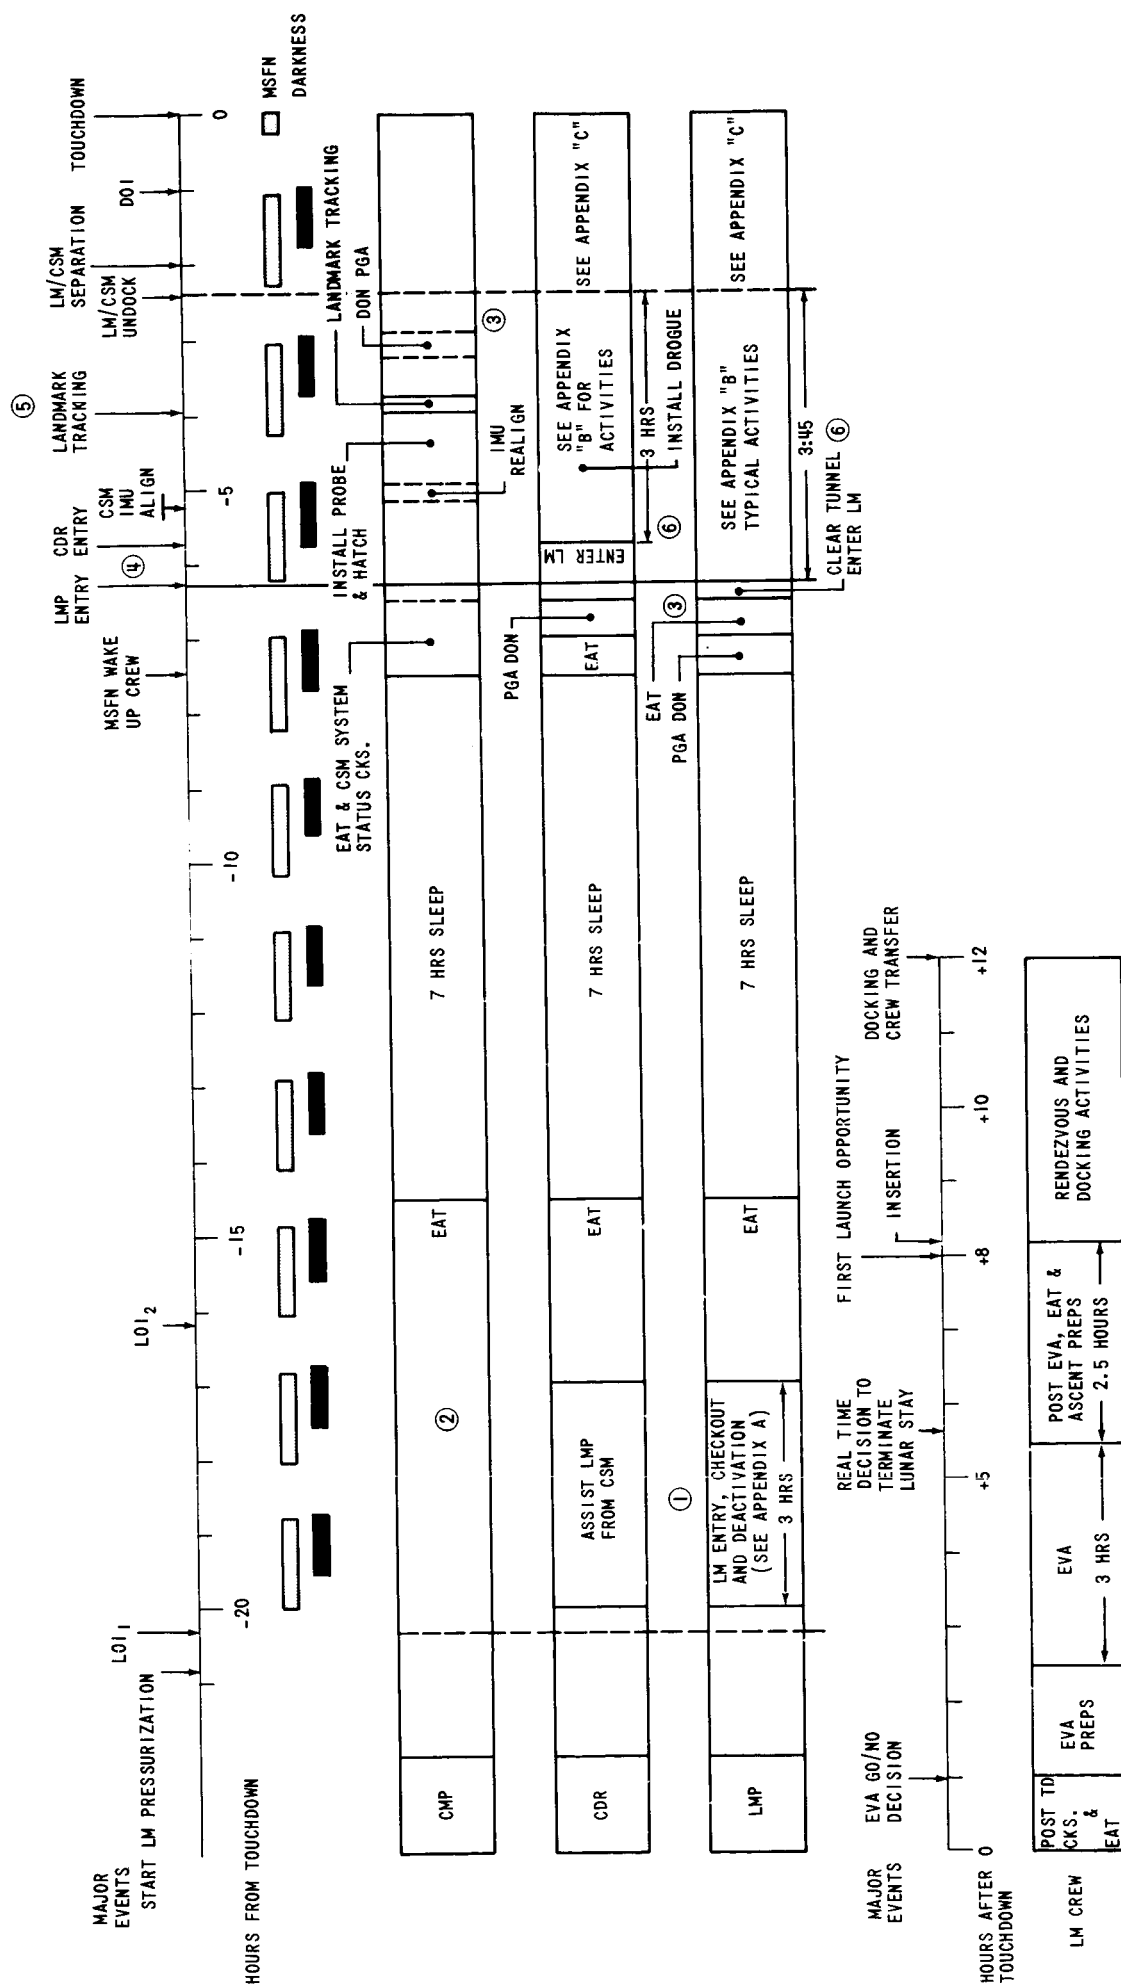 MAJOR
EVENTS
START LM PRESSURIZATION
LOI1
LOI2
MSFN WAKE
UP CREW
LMP
ENTRY
④
CDR
ENTRY
CSM
IMU
ALIGN
⑤
LANDMARK
TRACKING
LM/CSM
UNDOCK
LM/CSM
SEPARATION
DOI
TOUCHDOWN
HOURS FROM TOUCHDOWN
-20
-15
-10
-5
0
MSFN
DARKNESS
EAT & CSM SYSTEM
STATUS CKS.
INSTALL PROBE
& HATCH
LANDMARK TRACKING
DON PGA
CMP
②
EAT
7 HRS SLEEP
IMU
REALIGN
③
PGA DON
CDR
ASSIST LMP
FROM CSM
EAT
7 HRS SLEEP
EAT
ENTER LM
SEE APPENDIX
"B" FOR
ACTIVITIES
SEE APPENDIX "C"
3 HRS
INSTALL DROGUE
⑥
①
EAT
③
PGA DON
LMP
LM ENTRY, CHECKOUT
AND DEACTIVATION
(SEE APPENDIX A)
3 HRS
EAT
7 HRS SLEEP
SEE APPENDIX "B"
TYPICAL ACTIVITIES
SEE APPENDIX "C"
3:45
CLEAR TUNNEL ⑥
ENTER LM
MAJOR
EVENTS
EVA GO/NO
DECISION
REAL TIME
DECISION TO
TERMINATE
LUNAR STAY
FIRST LAUNCH OPPORTUNITY
INSERTION
DOCKING AND
CREW TRANSFER
HOURS AFTER
TOUCHDOWN
0
+5
+8
+10
+12
LM CREW
POST TD
CKS.
&
EAT
EVA
PREPS
EVA
3 HRS
POST EVA, EAT &
ASCENT PREPS
2.5 HOURS
RENDEZVOUS AND
DOCKING ACTIVITIES